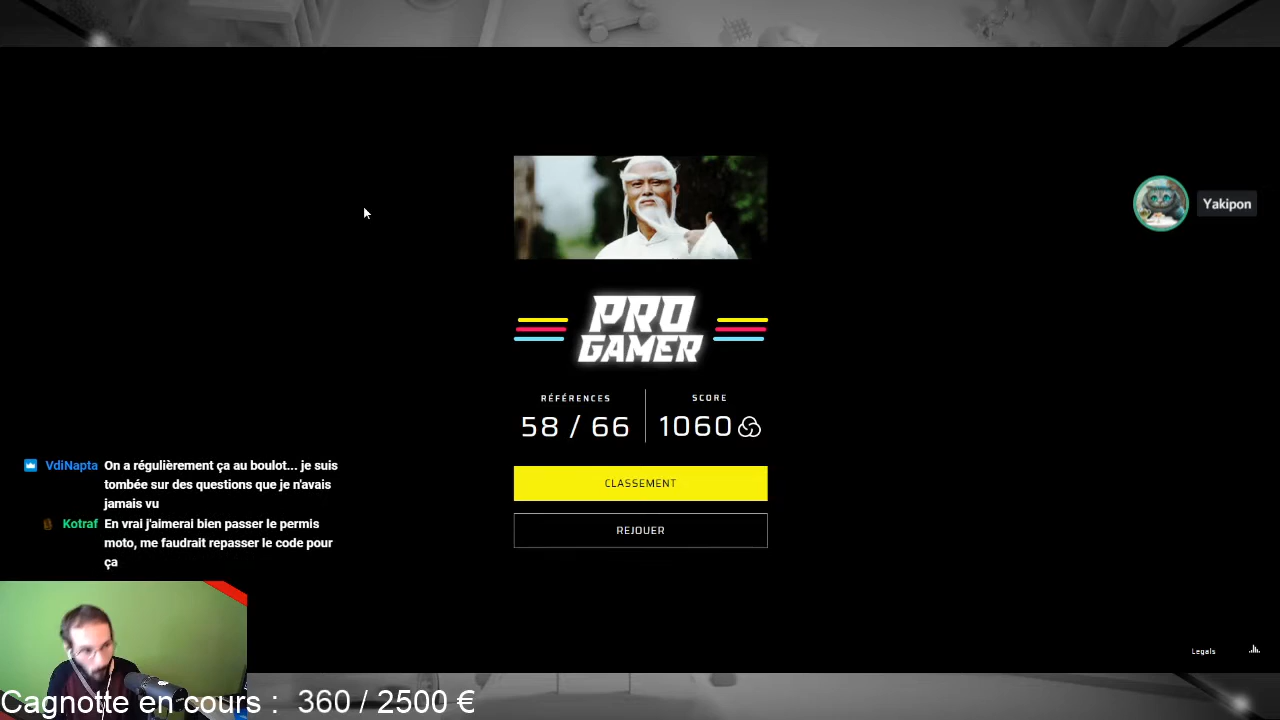 Yakipon
PRO
GAMER
RÉFÉRENCES
SCORE
58 / 66
1060
CLASSEMENT
REJOUER
VdiNapta On a régulièrement ça au boulot... je suis
tombée sur des questions que je n'avais
jamais vu
Kotraf En vrai j'aimerai bien passer le permis
moto, me faudrait repasser le code pour
ça
Legals
Cagnotte en cours : 360 / 2500 €